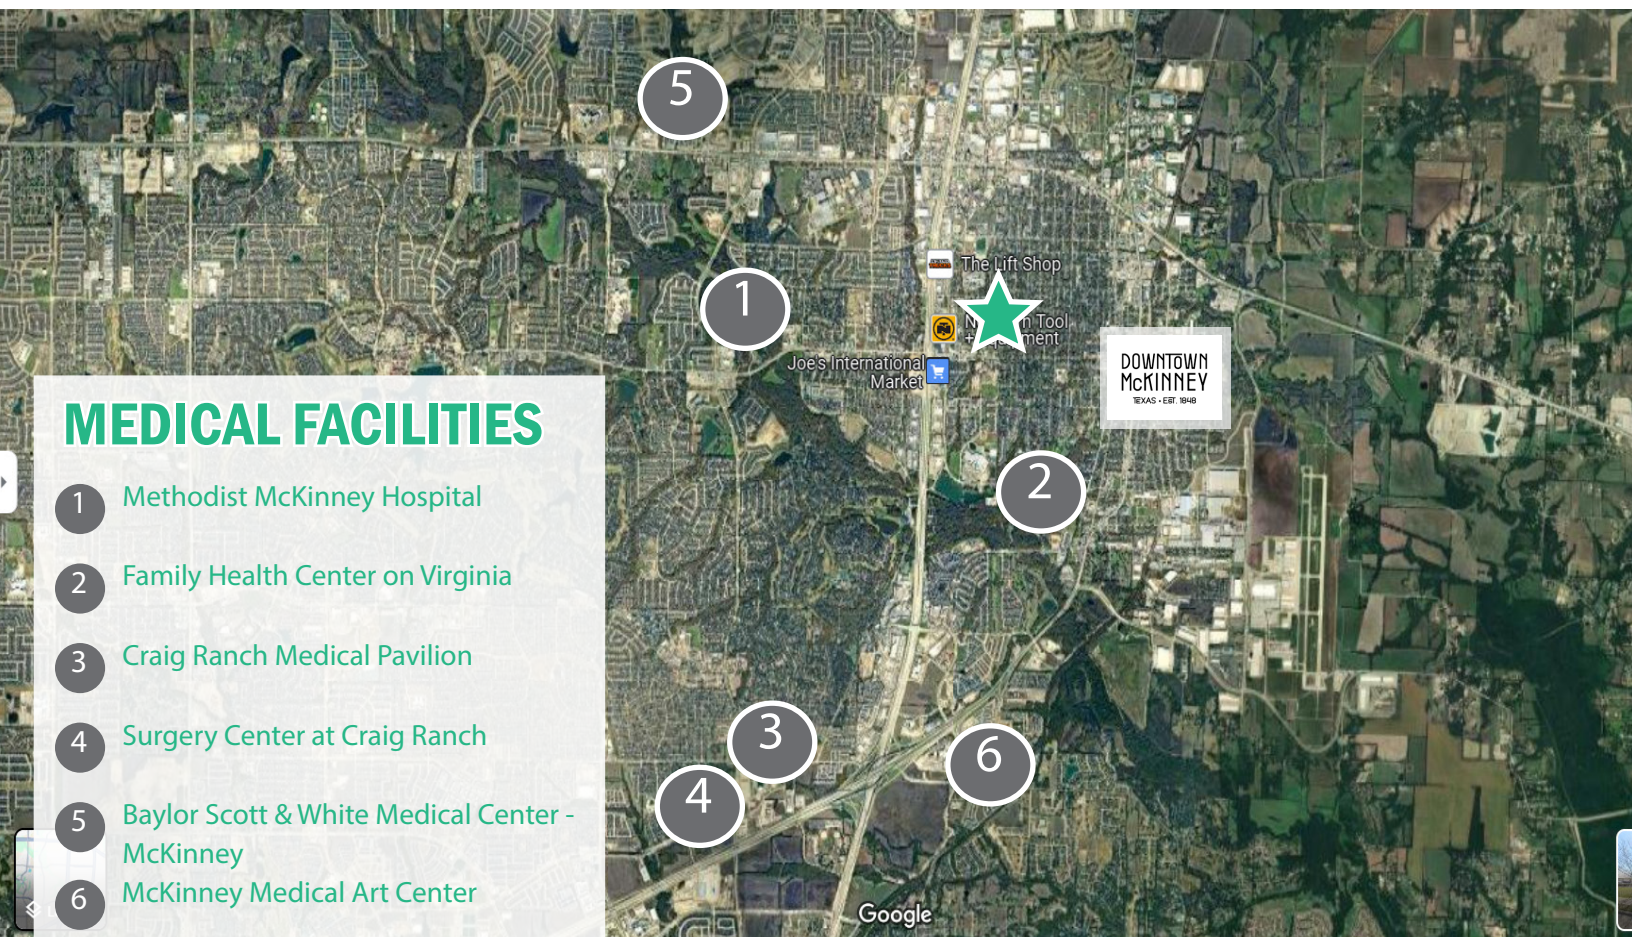 5
The Lift Shop
1
N n Tool
+ ment
Joe's International
Market
DOWNTOWN
McKINNEY
TEXAS • EST. 1848
MEDICAL FACILITIES
1 Methodist McKinney Hospital
2 Family Health Center on Virginia
3 Craig Ranch Medical Pavilion
4 Surgery Center at Craig Ranch
5 Baylor Scott & White Medical Center -
McKinney
6 McKinney Medical Art Center
2
3
6
4
Google